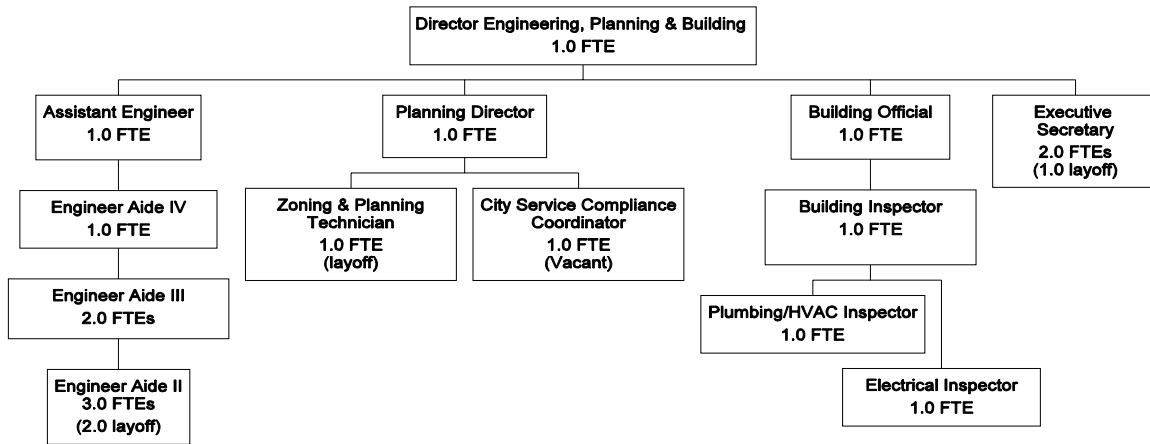 Director Engineering, Planning & Building
1.0 FTE
Assistant Engineer
1.0 FTE
Planning Director
1.0 FTE
Building Official
1.0 FTE
Executive
Secretary
2.0 FTEs
(1.0 layoff)
Engineer Aide IV
1.0 FTE
Zoning & Planning
Technician
1.0 FTE
(layoff)
City Service Compliance
Coordinator
1.0 FTE
(Vacant)
Building Inspector
1.0 FTE
Engineer Aide III
2.0 FTEs
Plumbing/HVAC Inspector
1.0 FTE
Engineer Aide II
3.0 FTEs
(2.0 layoff)
Electrical Inspector
1.0 FTE